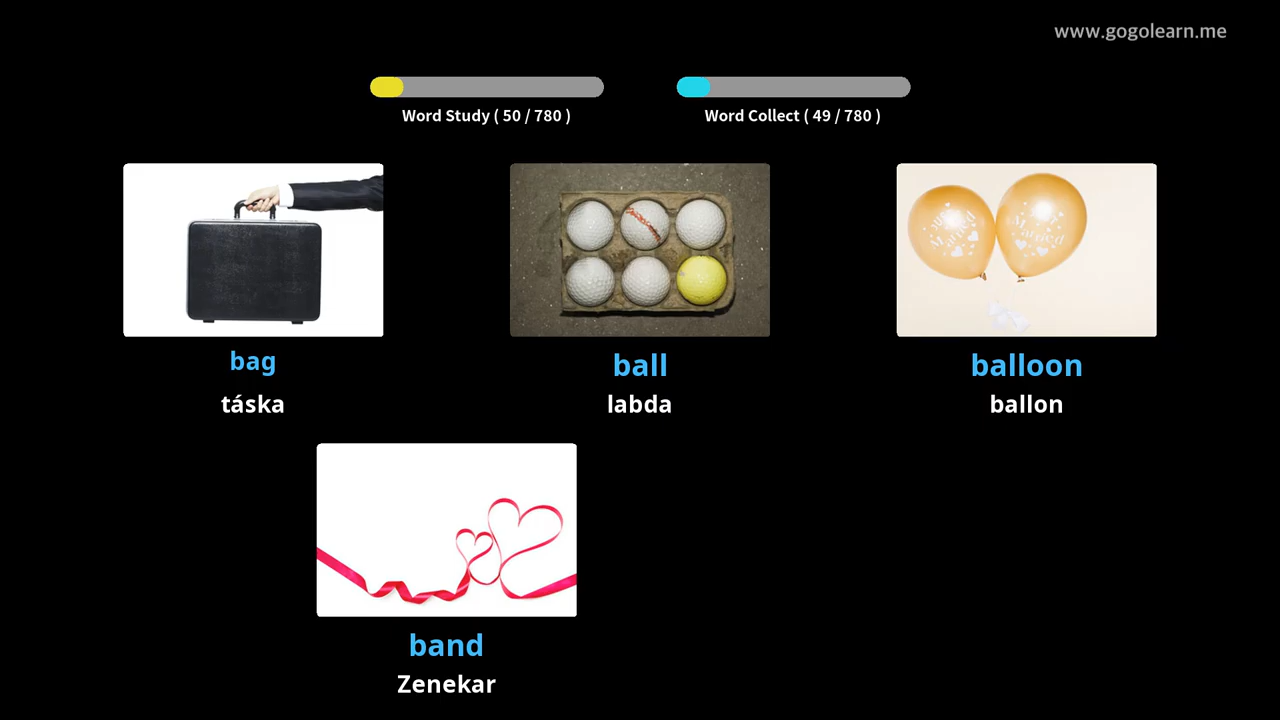 www.gogolearn.me
Word Study ( 50 / 780 )
Word Collect ( 49 / 780 )
bag
táska
ball
labda
balloon
ballon
band
Zenekar